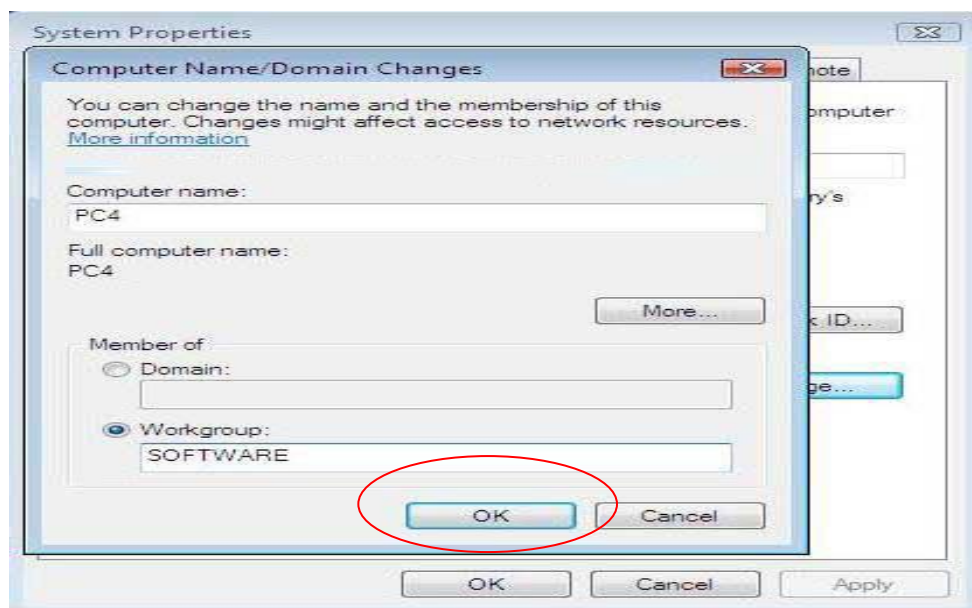 System Properties
Computer Name/Domain Changes
note
You can change the name and the membership of this
computer. Changes might affect access to network resources.
More information
omputer
Computer name:
PC4
ry's
Full computer name:
PC4
More...
k ID...
Member of
Domain:
ge...
Workgroup:
SOFTWARE
OK
Cancel
OK
Cancel
Apply